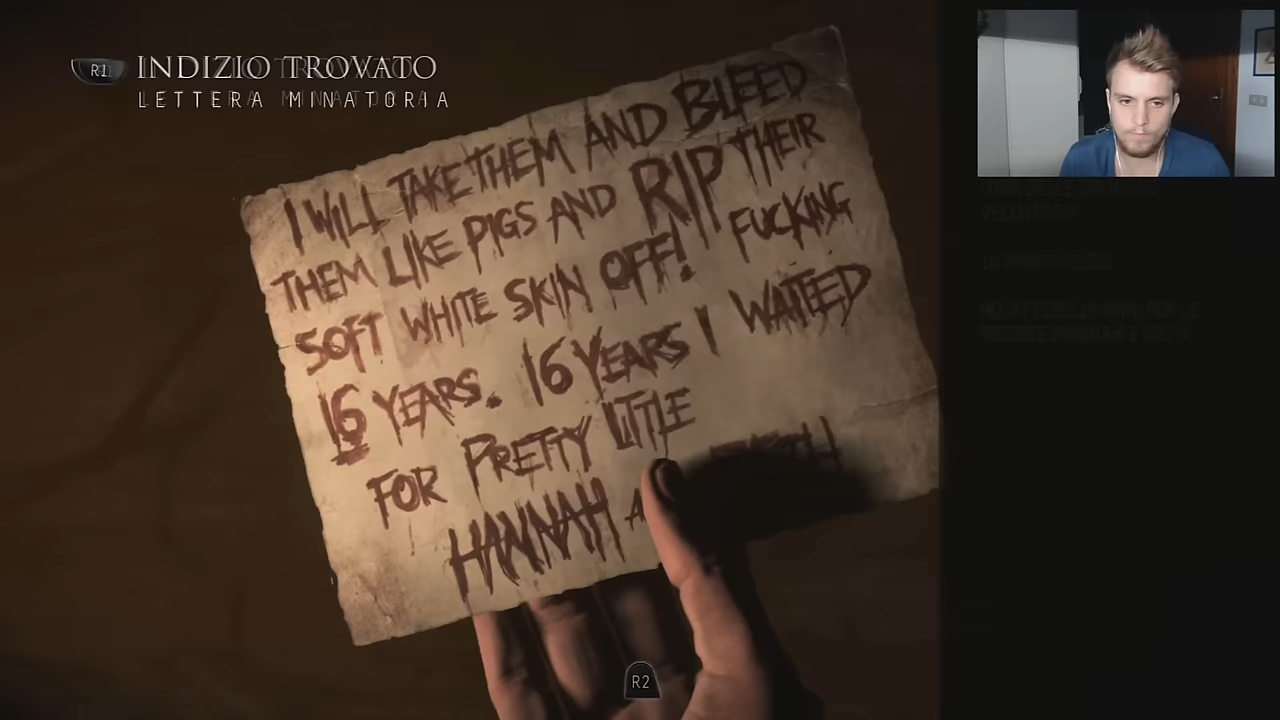 R1 INDIZIO TROVATO
LETTERA MINATORIA
I WILL TAKE THEM AND BLEED
THEM LIKE PIGS AND RIP THEIR
SOFT WHITE SKIN OFF! FUCKING
16 YEARS. 16 YEARS I WAITED
FOR PRETTY LITTLE
HANNAH
R2